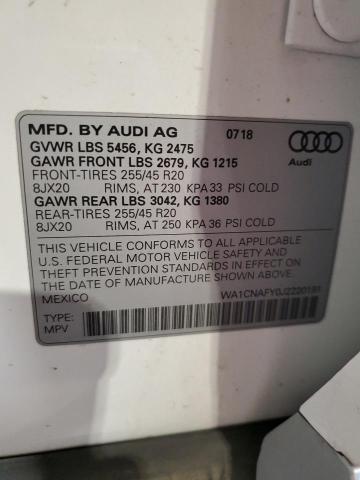 MFD. BY AUDI AG 07/18
GVWR LBS 5456, KG 2475
GAWR FRONT LBS 2679, KG 1215
FRONT-TIRES 255/45 R20
8JX20 RIMS, AT 230 KPA 33 PSI COLD
GAWR REAR LBS 3042, KG 1380
REAR-TIRES 255/45 R20
8JX20 RIMS, AT 250 KPA 36 PSI COLD
Audi
THIS VEHICLE CONFORMS TO ALL APPLICABLE
U.S. FEDERAL MOTOR VEHICLE SAFETY AND
THEFT PREVENTION STANDARDS IN EFFECT ON
THE DATE OF MANUFACTURE SHOWN ABOVE.
MEXICO
WA1CNAFY0J2220191
TYPE:
MPV